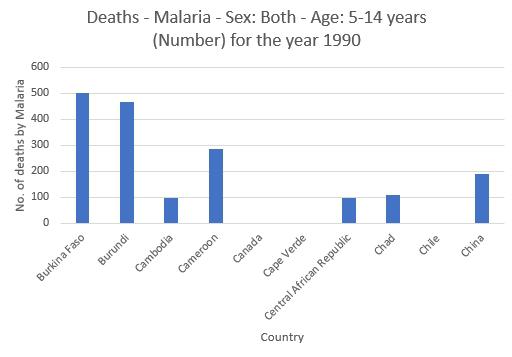 Deaths - Malaria - Sex: Both - Age: 5-14 years
(Number) for the year 1990
No. of deaths by Malaria
600
500
400
300
200
100
0
Burkina Faso
Burundi
Cambodia
Cameroon
Canada
Cape Verde
Central African Republic
Chad
Chile
China
Country